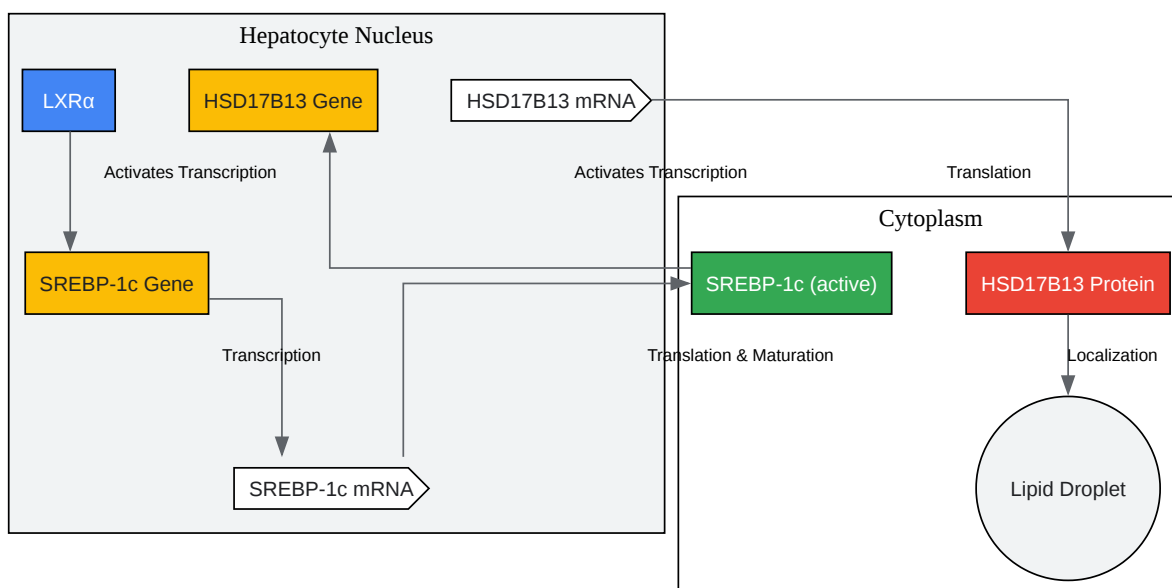 Hepatocyte Nucleus
LXRα
HSD17B13 Gene
HSD17B13 mRNA
Activates Transcription
Activates Transcription
Translation
Cytoplasm
SREBP-1c Gene
SREBP-1c (active)
HSD17B13 Protein
Transcription
Translation & Maturation
Localization
SREBP-1c mRNA
Lipid Droplet